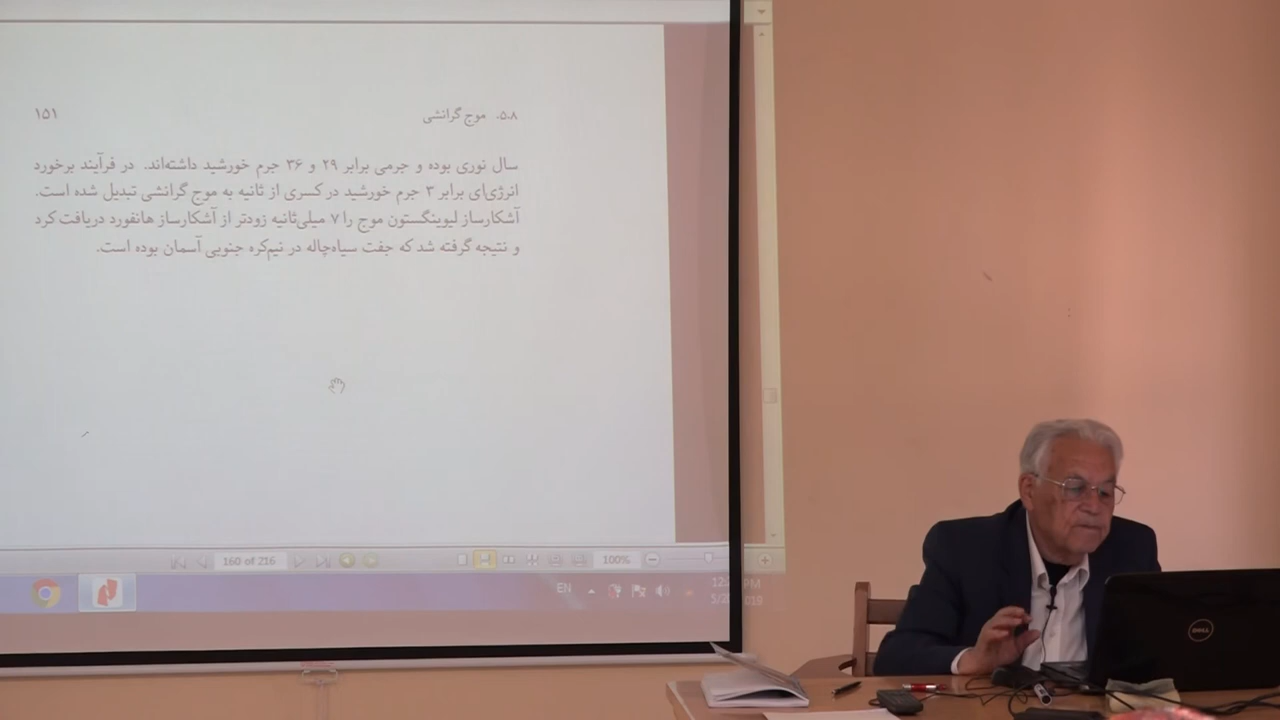 ۵.۸. موج گرانشی ۱۵۱
سال نوری بوده و جرمی برابر ۲۹ و ۳۶ جرم خورشید داشته‌اند. در فرآیند برخورد
انرژی‌ای برابر ۳ جرم خورشید در کسری از ثانیه به موج گرانشی تبدیل شده است.
آشکارساز لیوینگستون موج را ۷ میلی‌ثانیه زودتر از آشکارساز هانفورد دریافت کرد
و نتیجه گرفته شد که جفت سیاه‌چاله در نیم‌کره جنوبی آسمان بوده است.
160 of 216
100%
EN
PM
DELL